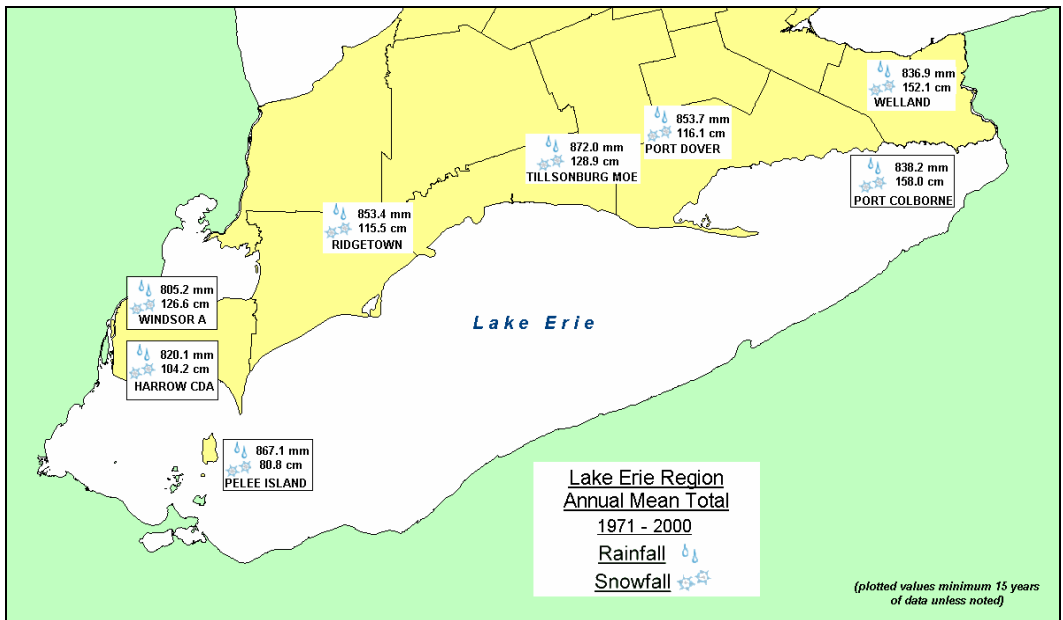 836.9 mm
152.1 cm
WELLAND
853.7 mm
116.1 cm
PORT DOVER
872.0 mm
128.9 cm
TILLSONBURG MOE
838.2 mm
158.0 cm
PORT COLBORNE
853.4 mm
115.5 cm
RIDGETOWN
805.2 mm
126.6 cm
WINDSOR A
Lake Erie
820.1 mm
104.2 cm
HARROW CDA
867.1 mm
80.8 cm
PELEE ISLAND
Lake Erie Region
Annual Mean Total
1971 - 2000
Rainfall
Snowfall
(plotted values minimum 15 years
of data unless noted)